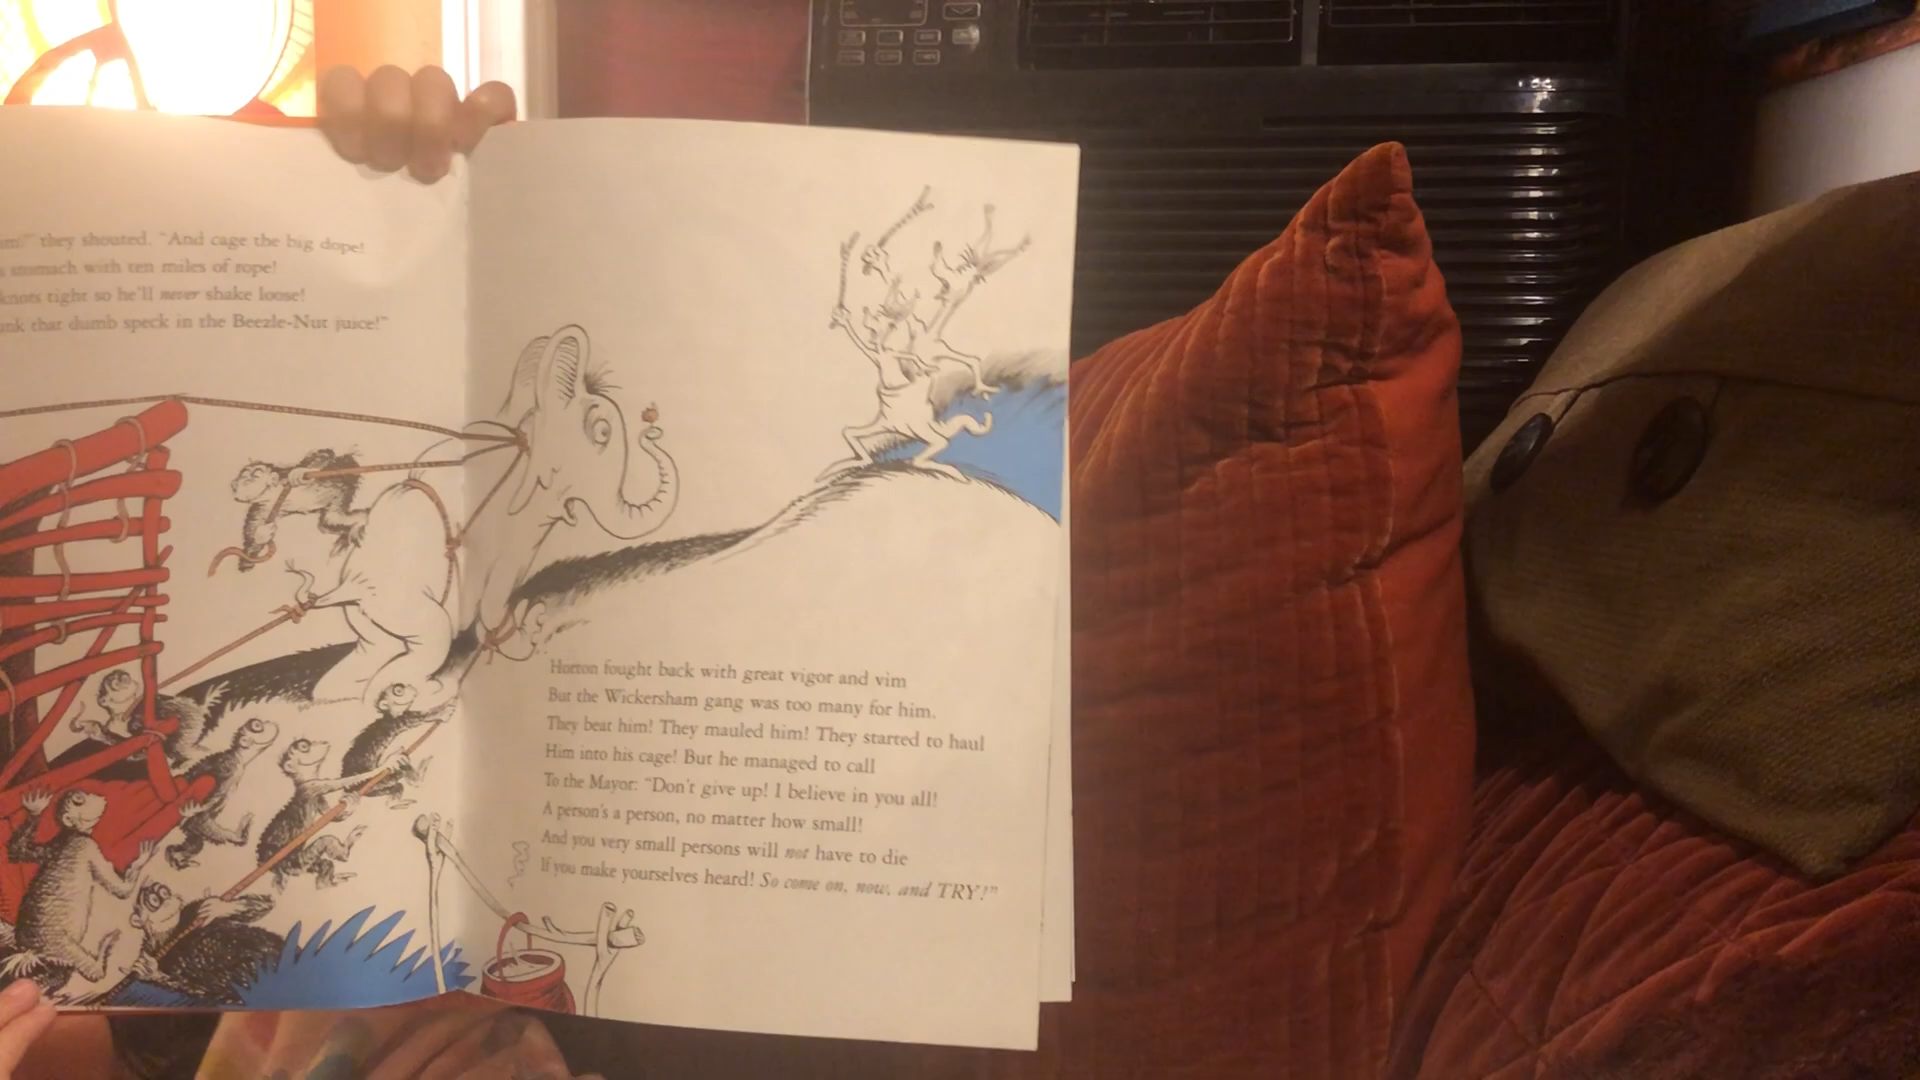 they shouted. "And cage the big dope!
stomach with ten miles of rope!
knots tight so he'll never shake loose!
that dumb speck in the Beezle-Nut juice!"
Horton fought back with great vigor and vim
But the Wickersham gang was too many for him.
They beat him! They mauled him! They started to haul
Him into his cage! But he managed to call
To the Mayor: "Don't give up! I believe in you all!
A person's a person, no matter how small!
And you very small persons will not have to die
If you make yourselves heard! So come on, now, and TRY!"